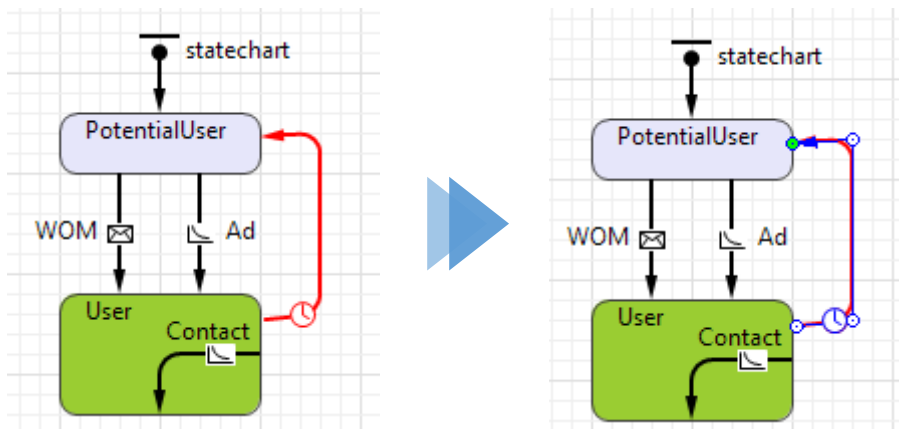 statechart
PotentialUser
WOM
Ad
User
Contact
statechart
PotentialUser
WOM
Ad
User
Contact